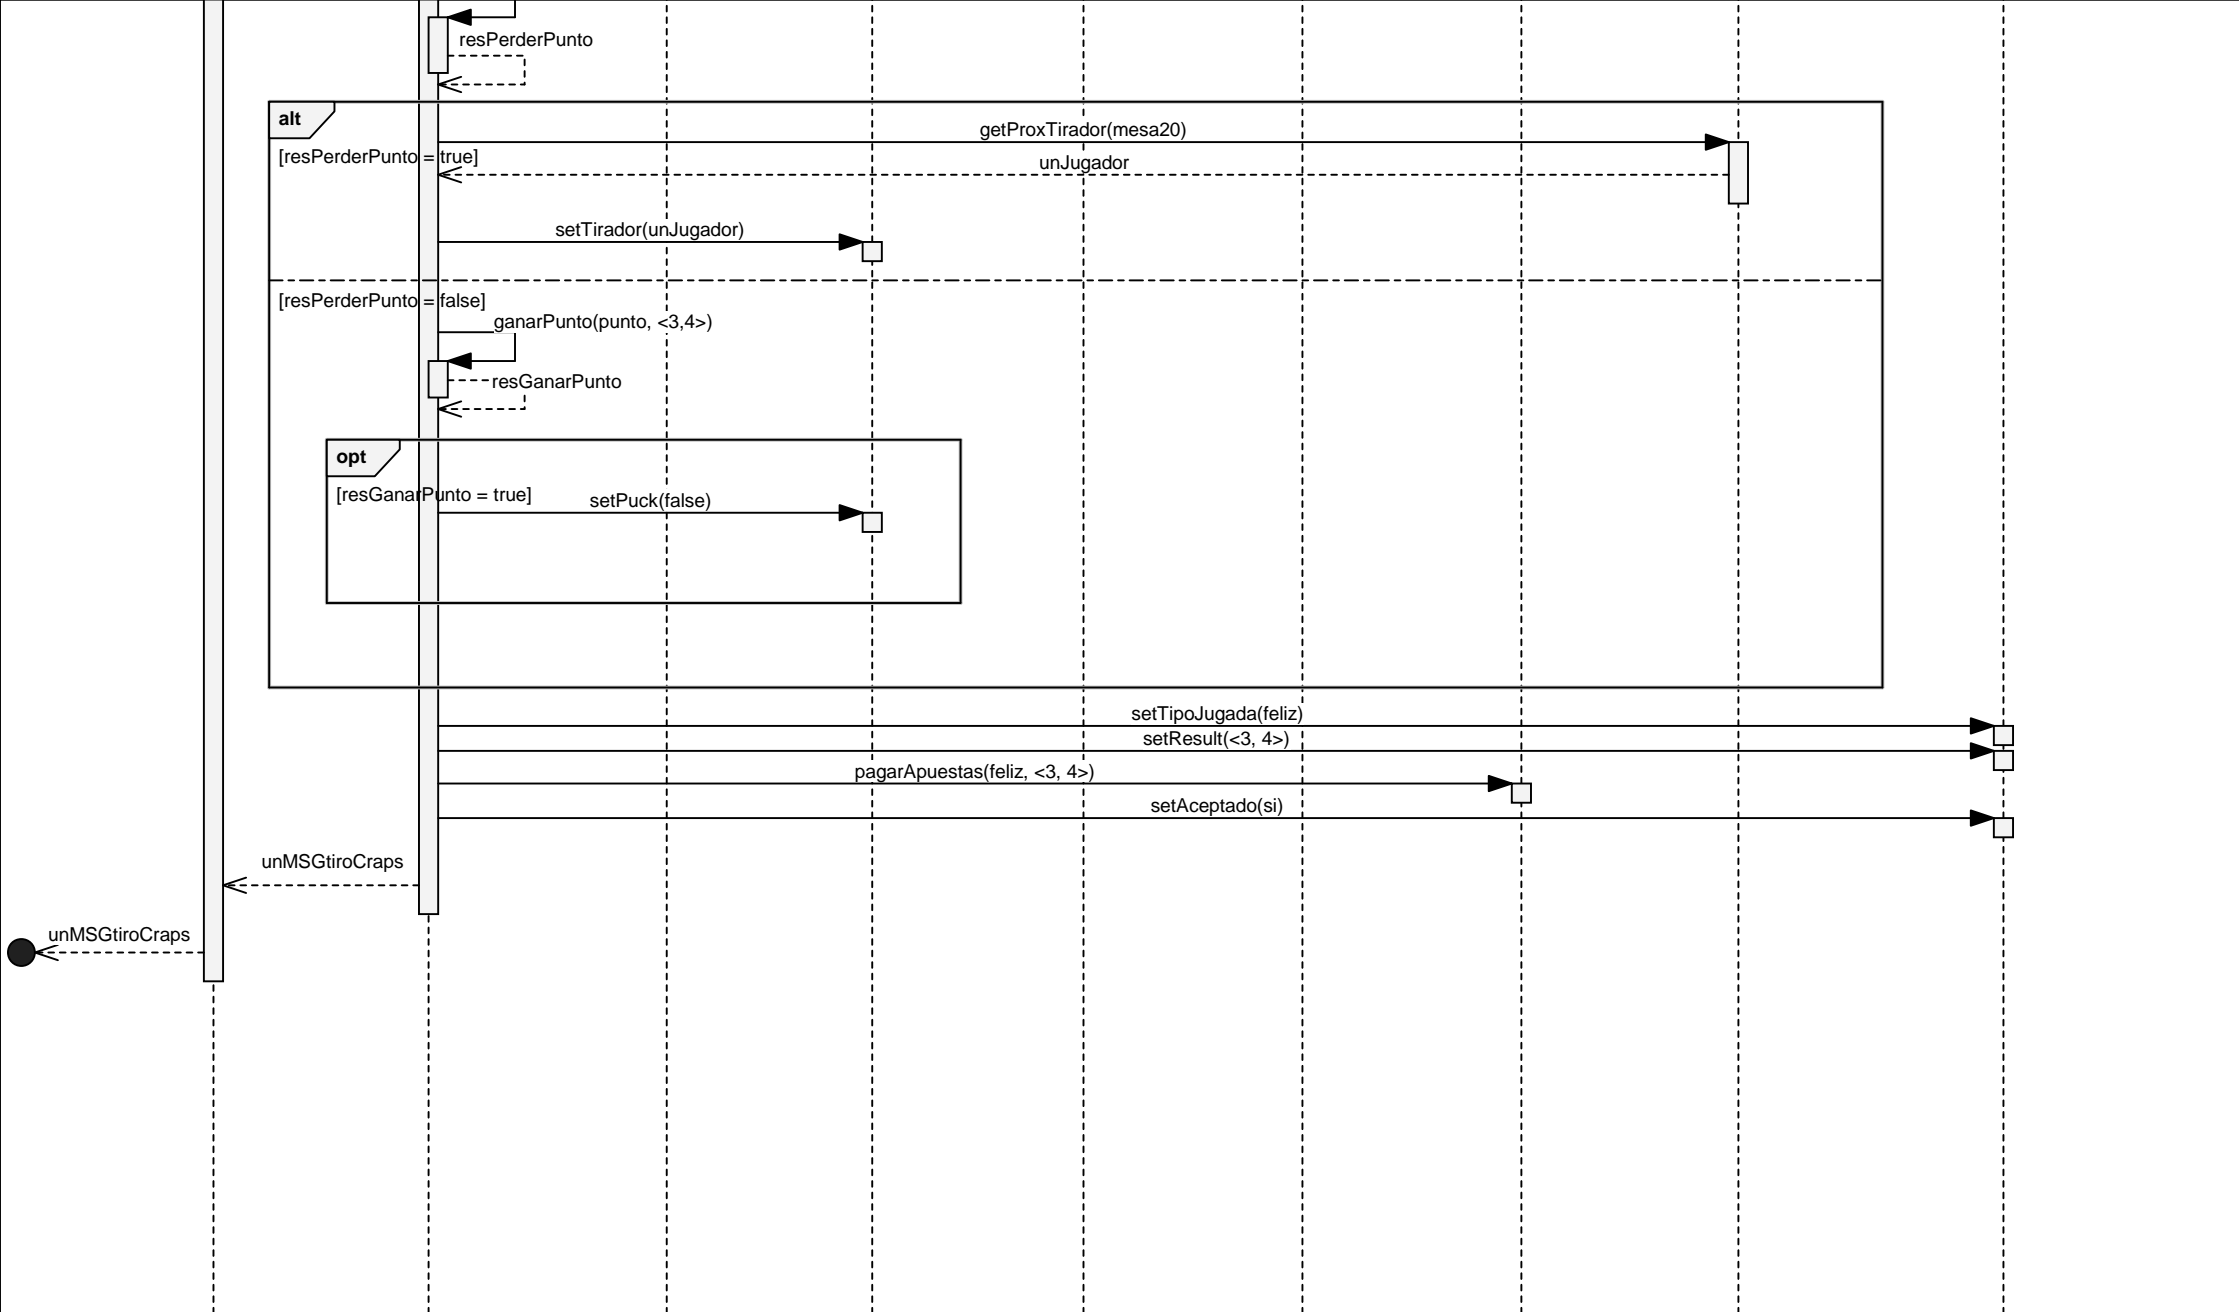 resPerderPunto
alt
getProxTirador(mesa20)
[resPerderPunto = true]
unJugador
setTirador(unJugador)
[resPerderPunto = false]
ganarPunto(punto, <3,4>)
resGanarPunto
opt
[resGanarPunto = true]
setPuck(false)
setTipoJugada(feliz)
setResult(<3, 4>)
pagarApuestas(feliz, <3, 4>)
setAceptado(si)
unMSGtiroCraps
unMSGtiroCraps